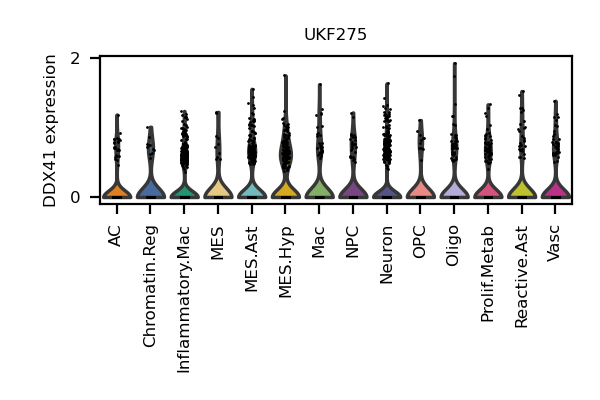 UKF275
DDX41 expression
2
0
AC
Chromatin.Reg
Inflammatory.Mac
MES
MES.Ast
MES.Hyp
Mac
NPC
Neuron
OPC
Oligo
Prolif.Metab
Reactive.Ast
Vasc